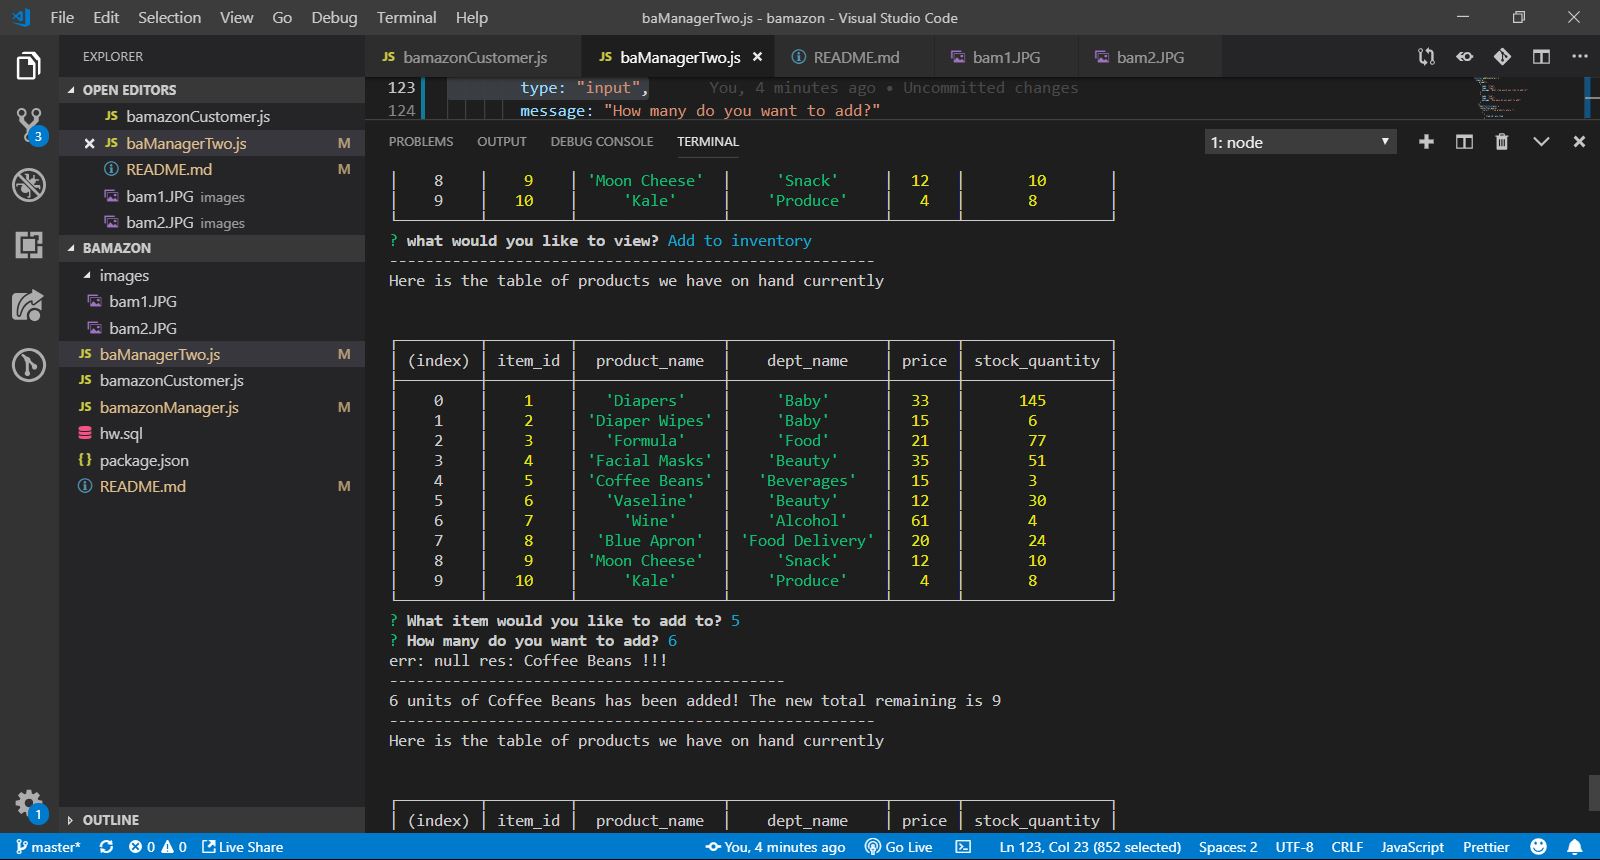 File Edit Selection View Go Debug Terminal Help baManagerTwo.js - bamazon - Visual Studio Code
EXPLORER
OPEN EDITORS
JS bamazonCustomer.js
JS baManagerTwo.js M
README.md M
bam1.JPG images
bam2.JPG images
BAMAZON
images
bam1.JPG
bam2.JPG
JS baManagerTwo.js M
JS bamazonCustomer.js
JS bamazonManager.js M
hw.sql
{} package.json
README.md M
OUTLINE
3
1
JS bamazonCustomer.js JS baManagerTwo.js README.md bam1.JPG bam2.JPG
123 type: "input", You, 4 minutes ago • Uncommitted changes
124 message: "How many do you want to add?"
PROBLEMS OUTPUT DEBUG CONSOLE TERMINAL 1: node
│ 8 │ 9 │ 'Moon Cheese' │ 'Snack' │ 12 │ 10 │
│ 9 │ 10 │ 'Kale' │ 'Produce' │ 4 │ 8 │
? what would you like to view? Add to inventory
------------------------------------------------------
Here is the table of products we have on hand currently
│ (index) │ item_id │ product_name │ dept_name │ price │ stock_quantity │
│ 0 │ 1 │ 'Diapers' │ 'Baby' │ 33 │ 145 │
│ 1 │ 2 │ 'Diaper Wipes' │ 'Baby' │ 15 │ 6 │
│ 2 │ 3 │ 'Formula' │ 'Food' │ 21 │ 77 │
│ 3 │ 4 │ 'Facial Masks' │ 'Beauty' │ 35 │ 51 │
│ 4 │ 5 │ 'Coffee Beans' │ 'Beverages' │ 15 │ 3 │
│ 5 │ 6 │ 'Vaseline' │ 'Beauty' │ 12 │ 30 │
│ 6 │ 7 │ 'Wine' │ 'Alcohol' │ 61 │ 4 │
│ 7 │ 8 │ 'Blue Apron' │ 'Food Delivery' │ 20 │ 24 │
│ 8 │ 9 │ 'Moon Cheese' │ 'Snack' │ 12 │ 10 │
│ 9 │ 10 │ 'Kale' │ 'Produce' │ 4 │ 8 │
? What item would you like to add to? 5
? How many do you want to add? 6
err: null res: Coffee Beans !!!
--------------------------------------------
6 units of Coffee Beans has been added! The new total remaining is 9
------------------------------------------------------
Here is the table of products we have on hand currently
│ (index) │ item_id │ product_name │ dept_name │ price │ stock_quantity │
master* 0 0 Live Share You, 4 minutes ago Go Live Ln 123, Col 23 (852 selected) Spaces: 2 UTF-8 CRLF JavaScript Prettier